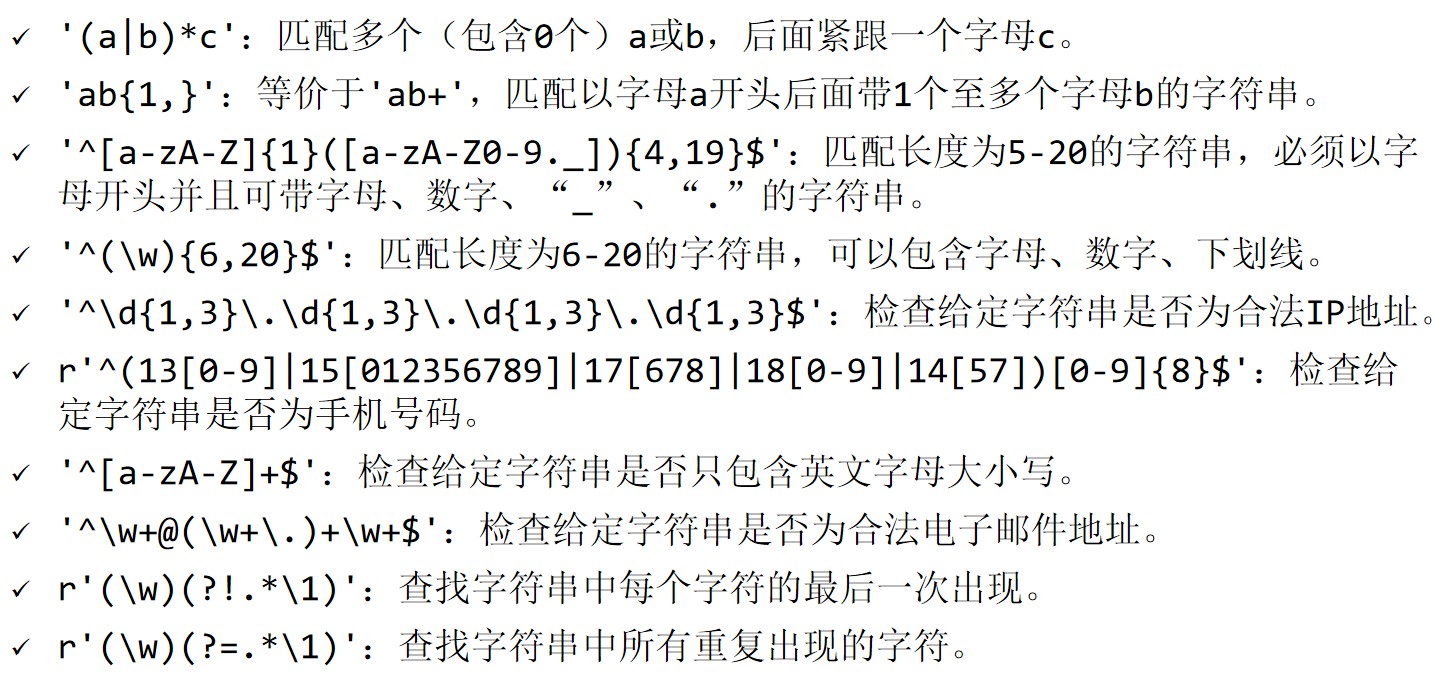 ✓ '(a|b)*c'：匹配多个（包含0个）a或b，后面紧跟一个字母c。
✓ 'ab{1,}'：等价于'ab+'，匹配以字母a开头后面带1个至多个字母b的字符串。
✓ '^[a-zA-Z]{1}([a-zA-Z0-9._]){4,19}$'：匹配长度为5-20的字符串，必须以字
母开头并且可带字母、数字、“_”、“.”的字符串。
✓ '^(\w){6,20}$'：匹配长度为6-20的字符串，可以包含字母、数字、下划线。
✓ '^\d{1,3}\.\d{1,3}\.\d{1,3}\.\d{1,3}$'：检查给定字符串是否为合法IP地址。
✓ r'^(13[0-9]|15[012356789]|17[678]|18[0-9]|14[57])[0-9]{8}$'：检查给
定字符串是否为手机号码。
✓ '^[a-zA-Z]+$'：检查给定字符串是否只包含英文字母大小写。
✓ '^\w+@(\w+\.)+\w+$'：检查给定字符串是否为合法电子邮件地址。
✓ r'(\w)(?!.*\1)'：查找字符串中每个字符的最后一次出现。
✓ r'(\w)(?=.*\1)'：查找字符串中所有重复出现的字符。